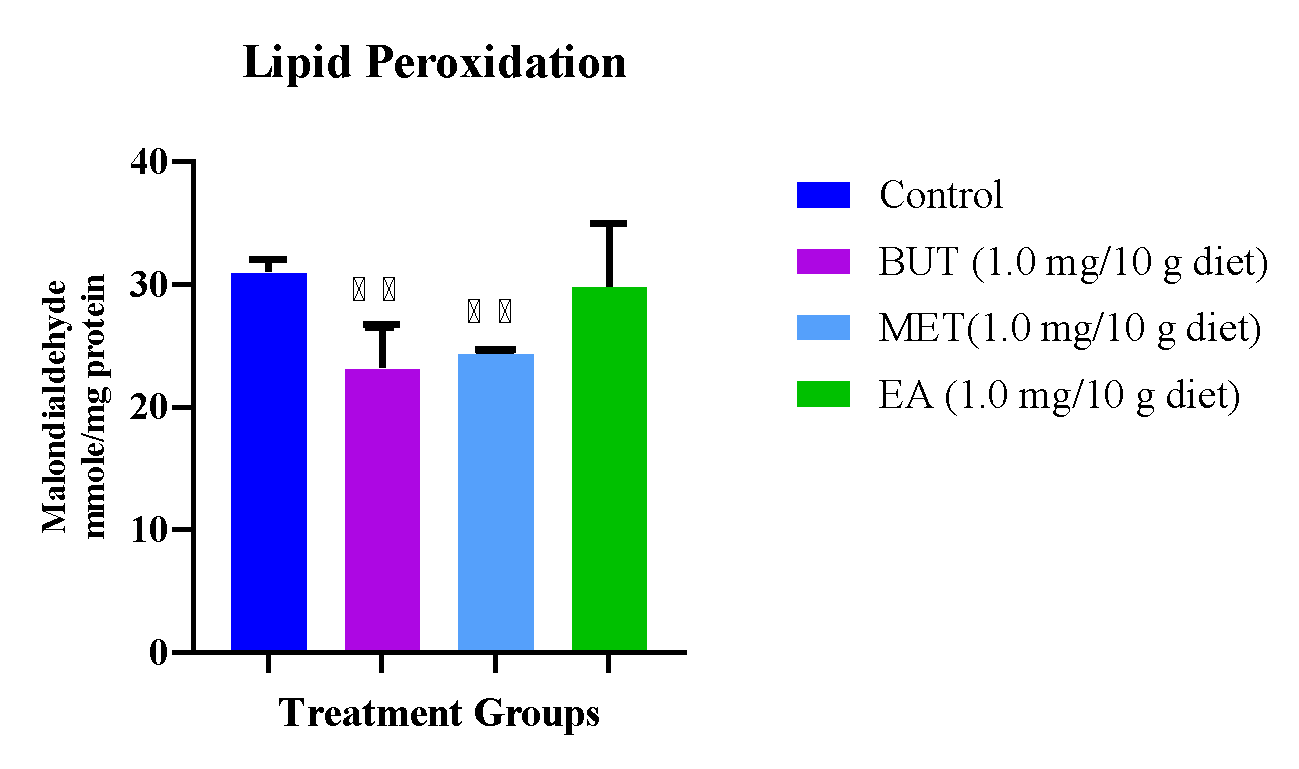 Lipid Peroxidation
Malondialdehyde
mmole/mg protein
40
30
20
10
0
Treatment Groups
Control
BUT (1.0 mg/10 g diet)
MET(1.0 mg/10 g diet)
EA (1.0 mg/10 g diet)